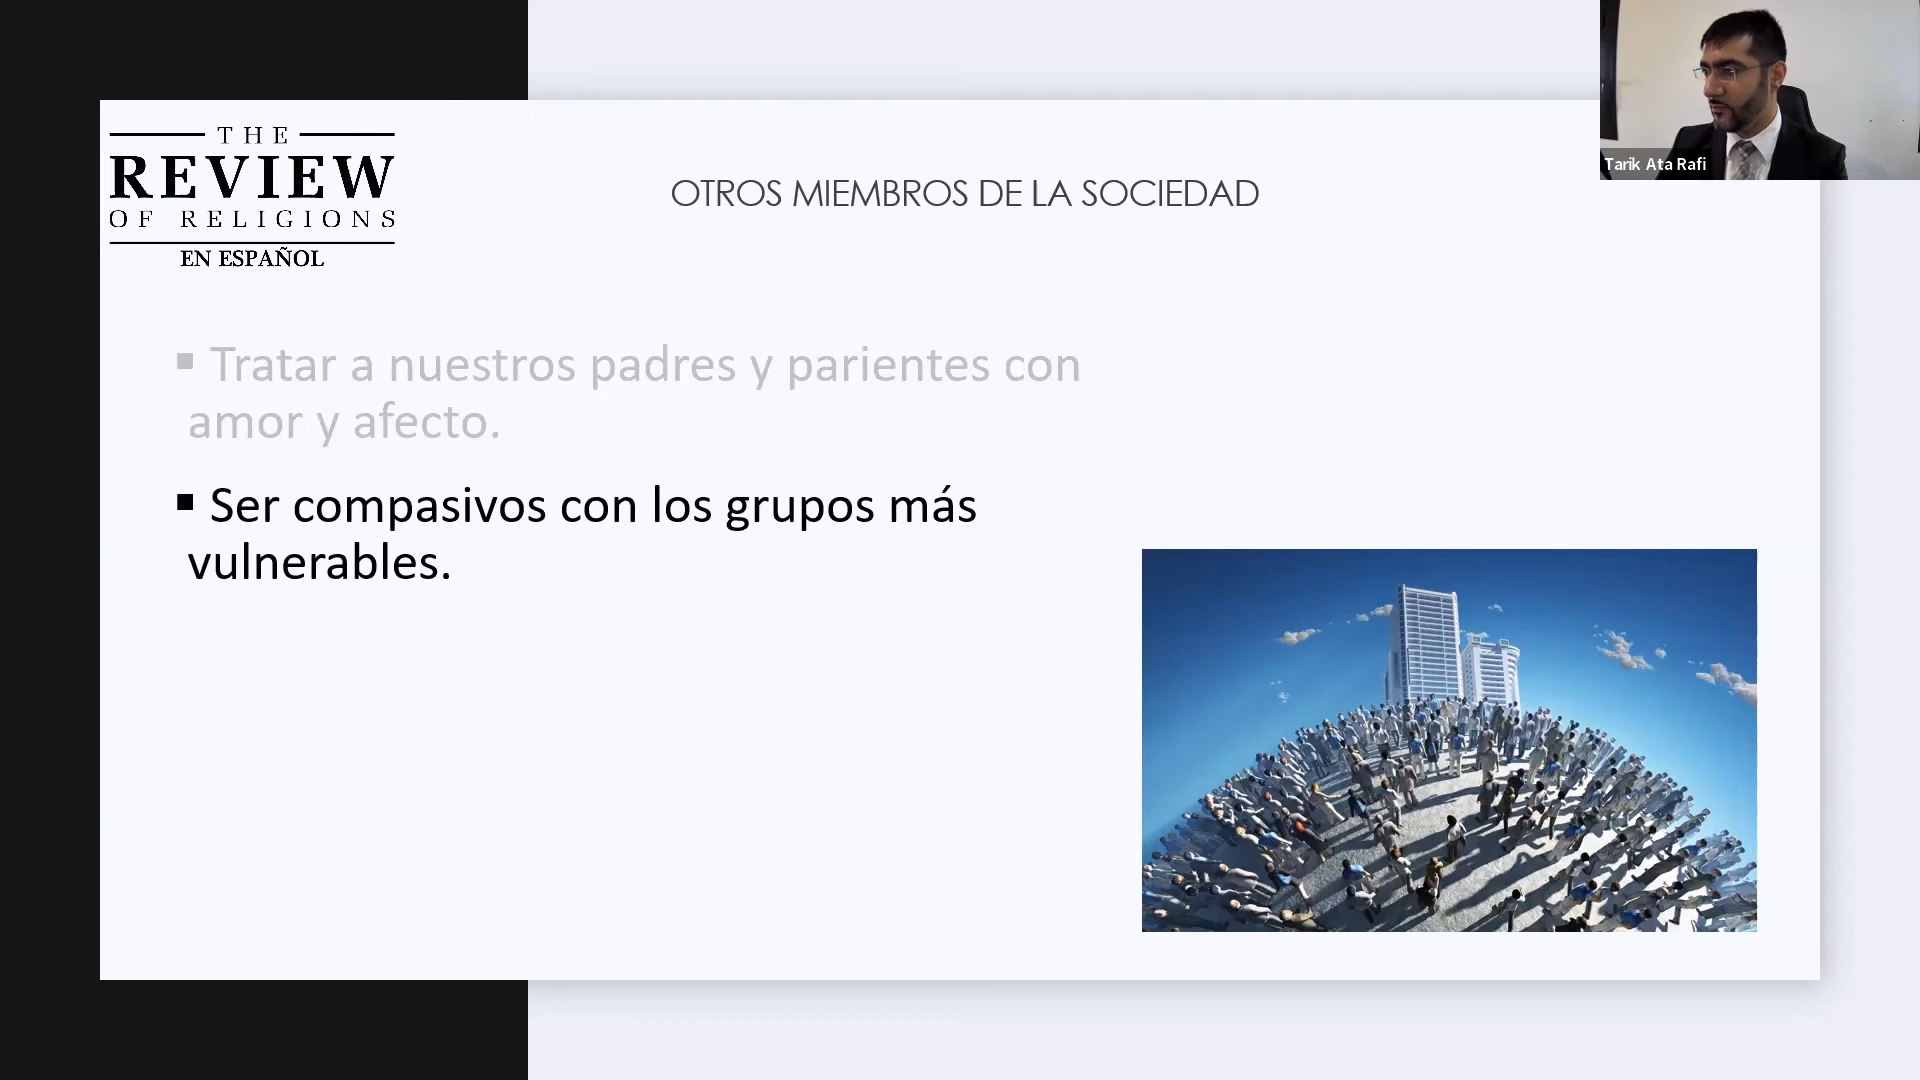 THE
REVIEW
OF RELIGIONS
EN ESPAÑOL
OTROS MIEMBROS DE LA SOCIEDAD
Tarik Ata Rafi
▪ Tratar a nuestros padres y parientes con
amor y afecto.
▪ Ser compasivos con los grupos más
vulnerables.